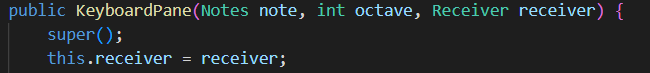 public KeyboardPane(Notes note, int octave, Receiver receiver) {
super();
this.receiver = receiver;